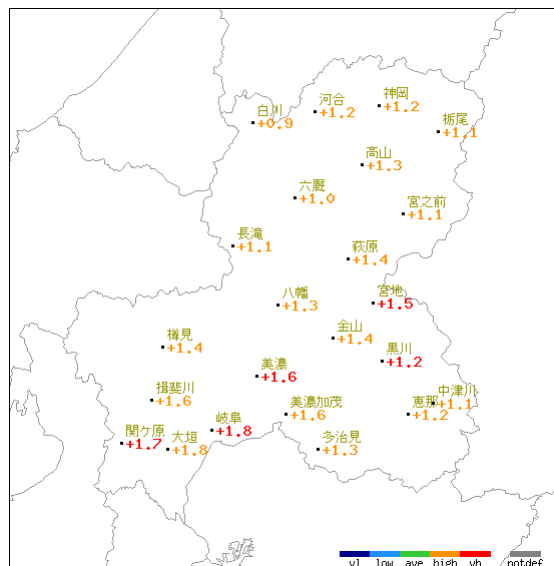 神岡
+1.2
河合
+1.2
白川
+0.9
栃尾
+1.1
高山
+1.3
六厩
+1.0
宮之前
+1.1
長滝
+1.1
萩原
+1.4
八幡
+1.3
宮地
+1.5
金山
+1.4
樽見
+1.4
黒川
+1.2
美濃
+1.6
揖斐川
+1.6
美濃加茂
+1.6
恵那
+1.2
中津川
+1.1
岐阜
+1.8
関ケ原
+1.7
大垣
+1.8
多治見
+1.3
vl low ave high vh notdef